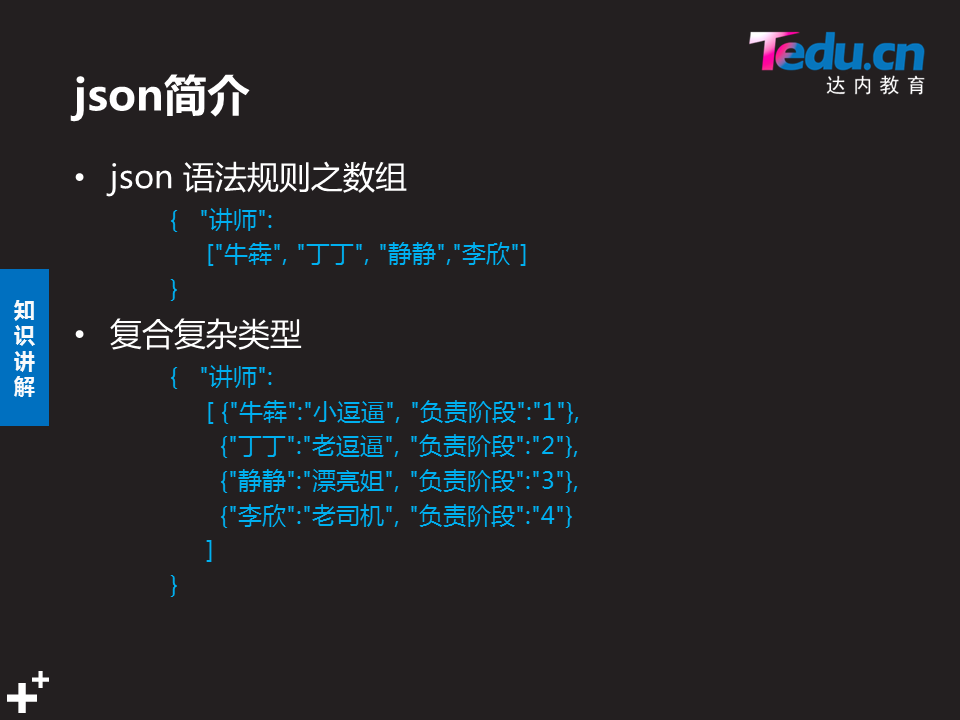 Tedu.cn
达内教育
json简介
• json 语法规则之数组
{ "讲师":
["牛犇", "丁丁", "静静","李欣"]
}
• 复合复杂类型
{ "讲师":
[ {"牛犇":"小逗逼", "负责阶段":"1"},
{"丁丁":"老逗逼", "负责阶段":"2"},
{"静静":"漂亮姐", "负责阶段":"3"},
{"李欣":"老司机", "负责阶段":"4"}
]
}
知识讲解